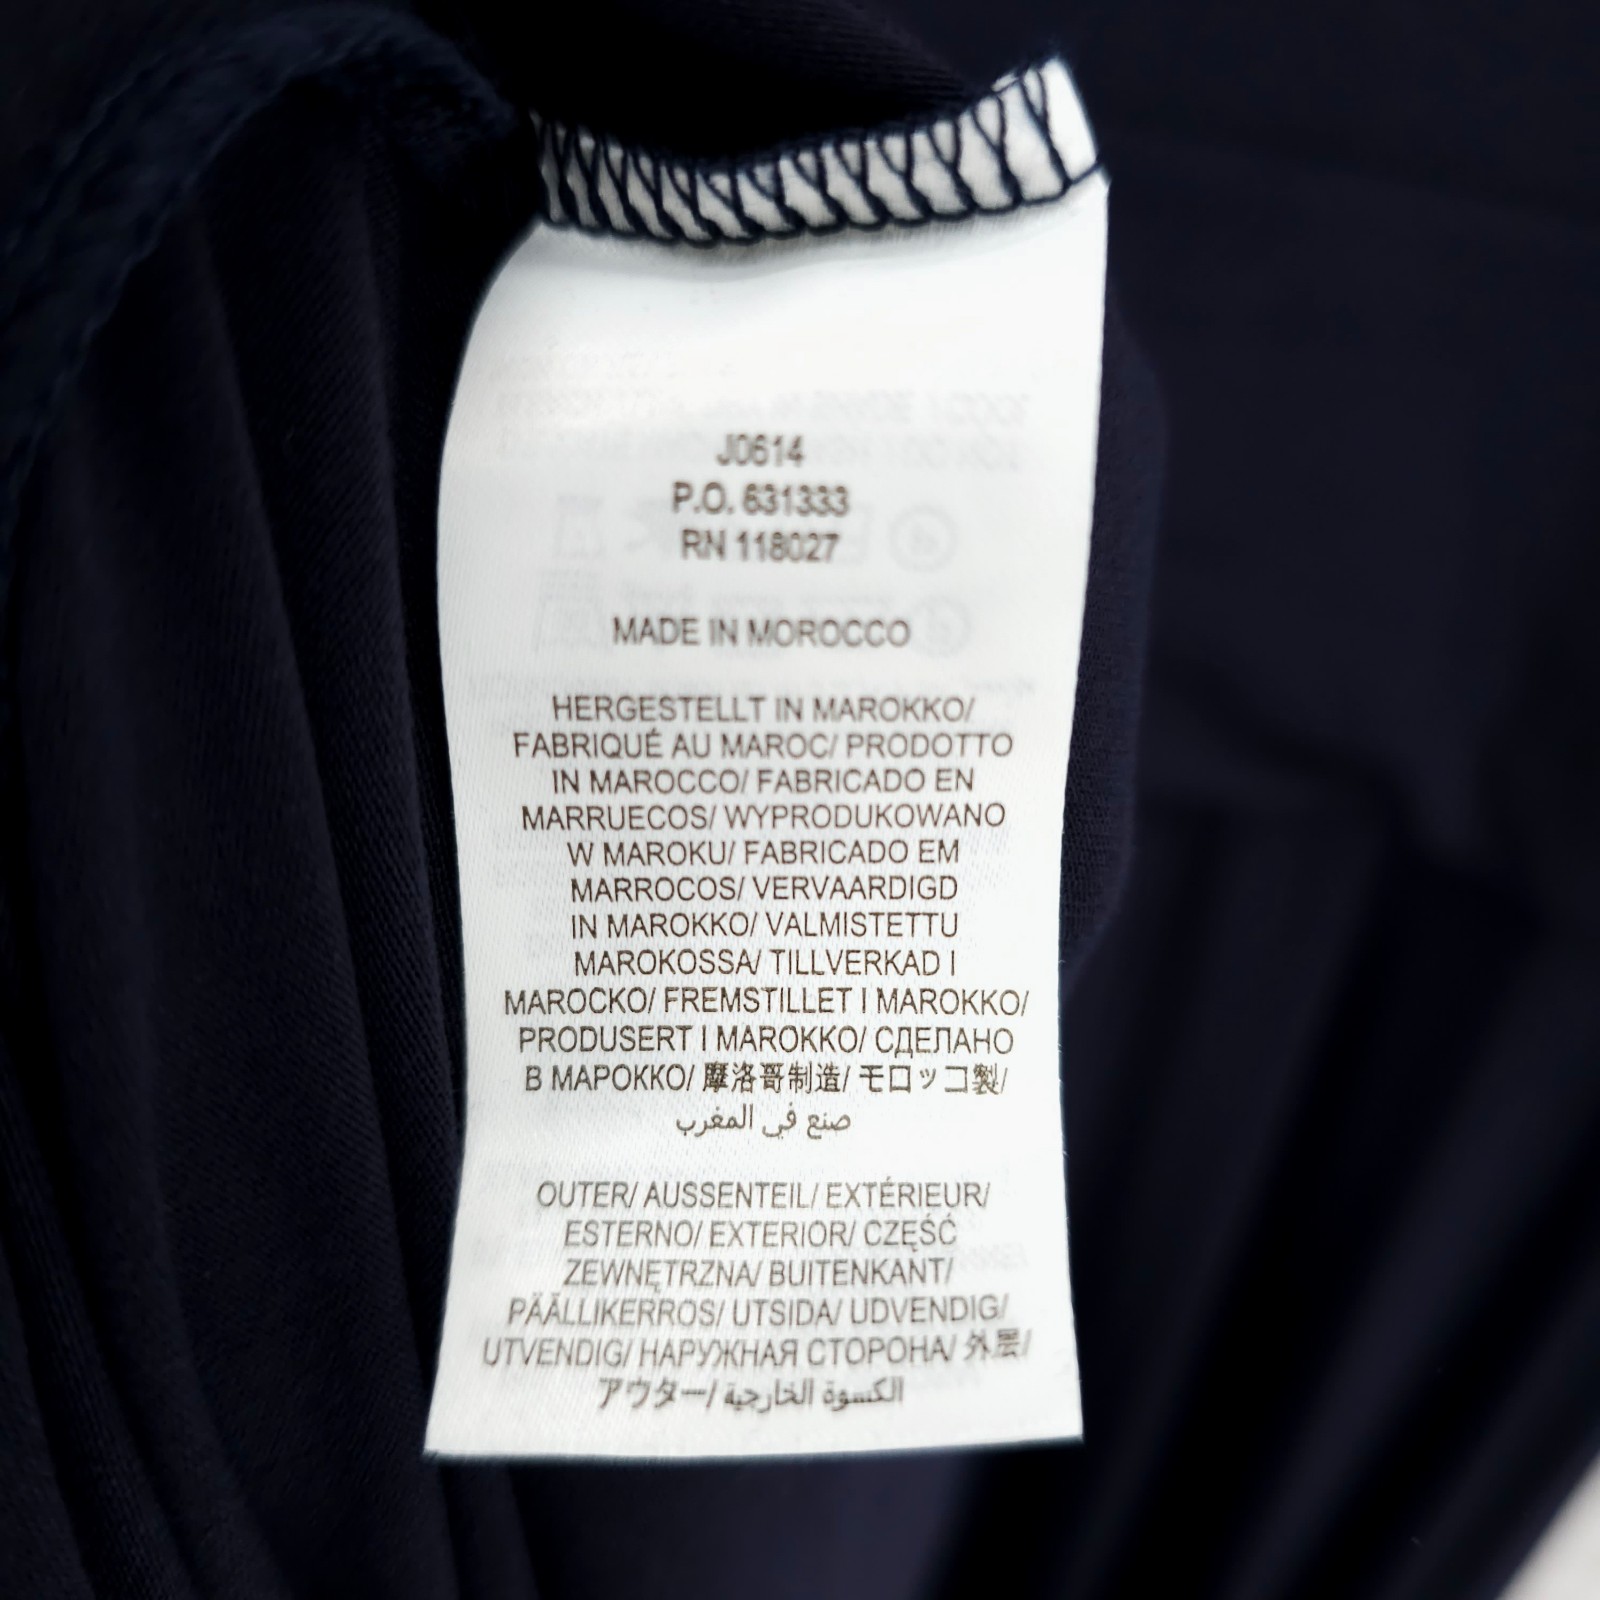 J0614
P.O. 631333
RN 118027
MADE IN MOROCCO
HERGESTELLT IN MAROKKO/
FABRIQUÉ AU MAROC/ PRODOTTO
IN MAROCCO/ FABRICADO EN
MARRUECOS/ WYPRODUKOWANO
W MAROKU/ FABRICADO EM
MARROCOS/ VERVAARDIGD
IN MAROKKO/ VALMISTETTU
MAROKOSSA/ TILLVERKAD I
MAROCKO/ FREMSTILLET I MAROKKO/
PRODUSERT I MAROKKO/ СДЕЛАНО
В МАРОККО/ 摩洛哥制造/ モロッコ製/
صنع في المغرب
OUTER/ AUSSENTEIL/ EXTÉRIEUR/
ESTERNO/ EXTERIOR/ CZĘŚĆ
ZEWNĘTRZNA/ BUITENKANT/
PÄÄLLIKERROS/ UTSIDA/ UDVENDIG/
UTVENDIG/ НАРУЖНАЯ СТОРОНА/ 外层/
アウター/ الكسوة الخارجية